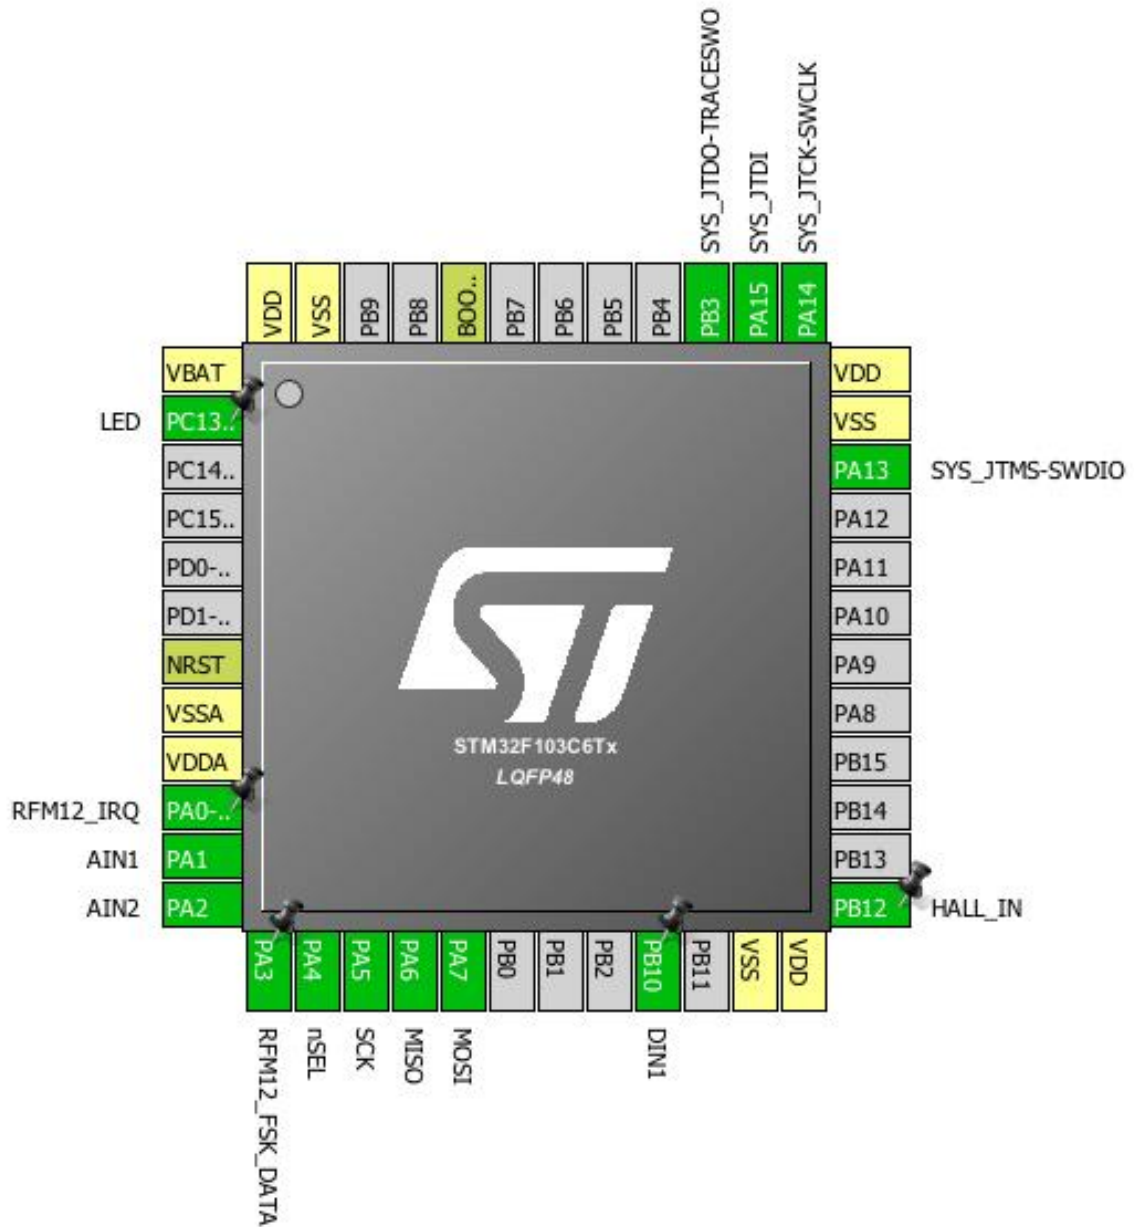 SYS_JTDO-TRACESWO
SYS_JTDI
SYS_JTCK-SWCLK
VDD
VSS
PB9
PB8
BOO..
PB7
PB6
PB5
PB4
PB3
PA15
PA14
VBAT
LED PC13..
PC14..
PC15..
PD0-..
PD1-..
NRST
VSSA
VDDA
RFM12_IRQ PA0-..
AIN1 PA1
AIN2 PA2
VDD
VSS
PA13 SYS_JTMS-SWDIO
PA12
PA11
PA10
PA9
PA8
PB15
PB14
PB13
PB12 HALL_IN
ST
STM32F103C6Tx
LQFP48
PA3
PA4
PA5
PA6
PA7
PB0
PB1
PB2
PB10
PB11
VSS
VDD
RFM12_FSK_DATA
nSEL
SCK
MISO
MOSI
DIN1